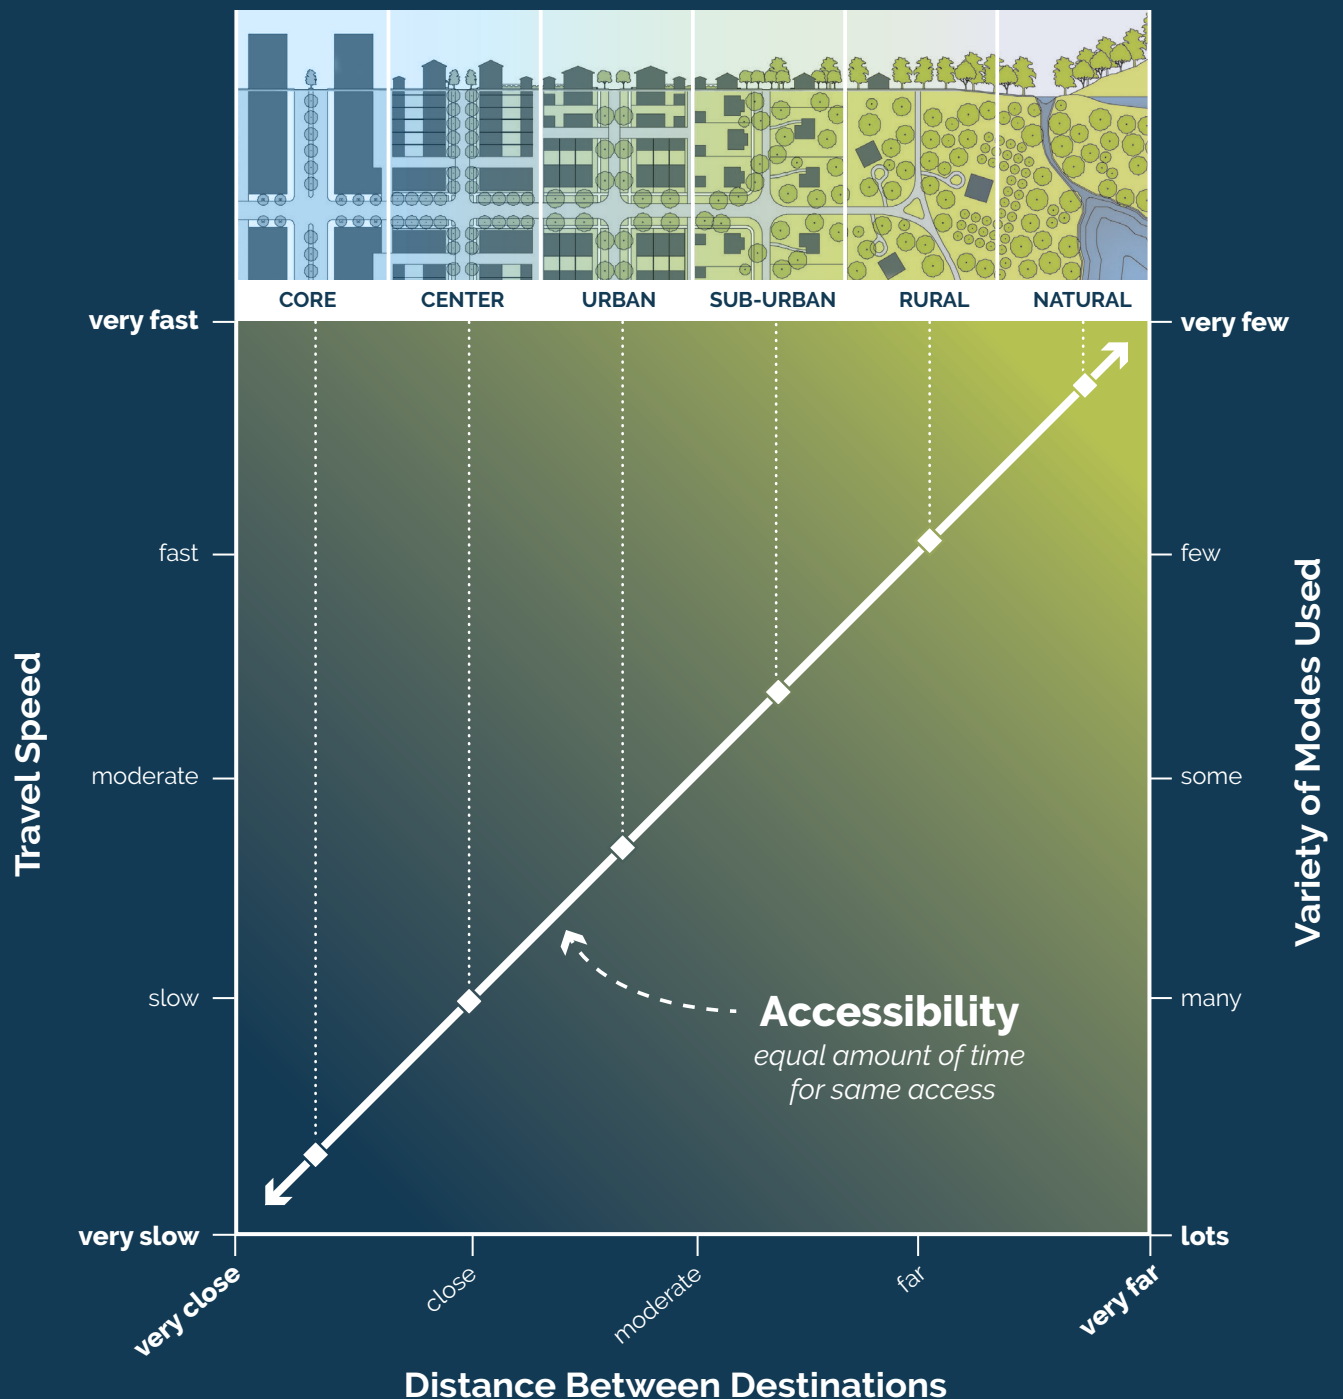 CORE
CENTER
URBAN
SUB-URBAN
RURAL
NATURAL
very fast
very few
fast
few
Travel Speed
Variety of Modes Used
moderate
some
slow
many
Accessibility
equal amount of time
for same access
very slow
lots
very close
close
moderate
far
very far
Distance Between Destinations